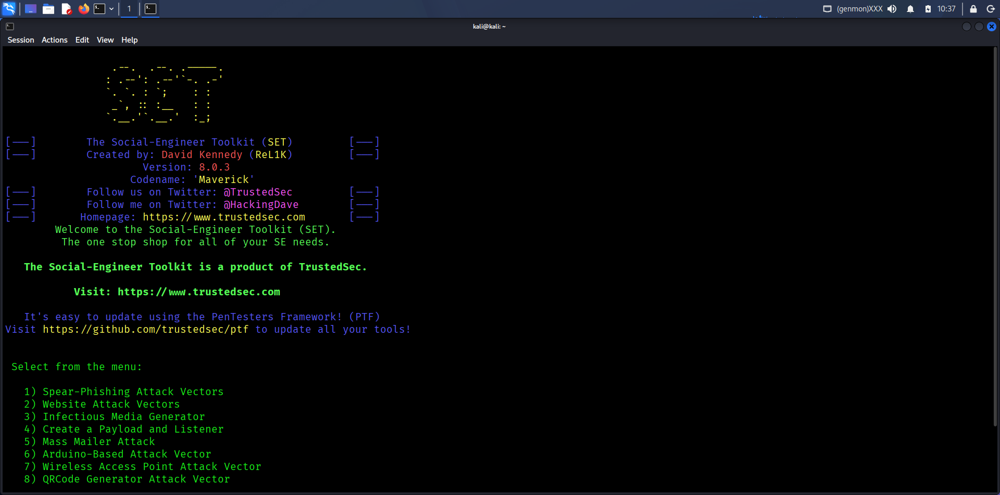 1
(genmon)XXX
10:37
kali@kali: ~
Session Actions Edit View Help
.--.  .--. .-----.
: .--': .--'`-. .-'
`. `. : `;    : :
_`, :: :__   : :
`.__.'`.__.'  :_;
[---] The Social-Engineer Toolkit (SET) [---]
[---] Created by: David Kennedy (ReL1K) [---]
Version: 8.0.3
Codename: 'Maverick'
[---] Follow us on Twitter: @TrustedSec [---]
[---] Follow me on Twitter: @HackingDave [---]
[---] Homepage: https://www.trustedsec.com [---]
Welcome to the Social-Engineer Toolkit (SET).
The one stop shop for all of your SE needs.
The Social-Engineer Toolkit is a product of TrustedSec.
Visit: https://www.trustedsec.com
It's easy to update using the PenTesters Framework! (PTF)
Visit https://github.com/trustedsec/ptf to update all your tools!
Select from the menu:
1) Spear-Phishing Attack Vectors
2) Website Attack Vectors
3) Infectious Media Generator
4) Create a Payload and Listener
5) Mass Mailer Attack
6) Arduino-Based Attack Vector
7) Wireless Access Point Attack Vector
8) QRCode Generator Attack Vector